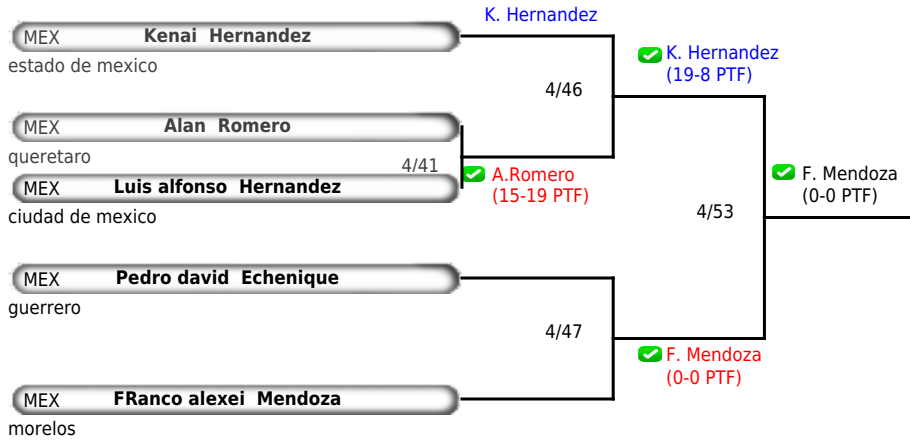 K. Hernandez
MEX Kenai Hernandez
estado de mexico
K. Hernandez
(19-8 PTF)
4/46
MEX Alan Romero
queretaro
4/41
A.Romero
(15-19 PTF)
MEX Luis alfonso Hernandez
ciudad de mexico
F. Mendoza
(0-0 PTF)
4/53
MEX Pedro david Echenique
guerrero
4/47
F. Mendoza
(0-0 PTF)
MEX FRanco alexei Mendoza
morelos